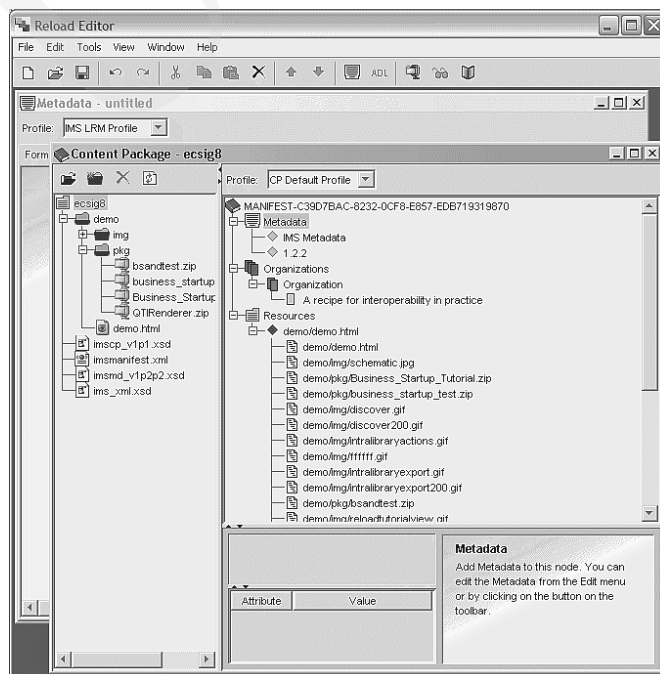 Reload Editor
File Edit Tools View Window Help
ADL
Metadata - untitled
Profile: IMS LRM Profile
Form
Content Package - ecsig8
Profile: CP Default Profile
ecsig8
demo
img
pkg
bsandtest.zip
business_startup
Business_Startup
QTIRenderer.zip
demo.html
imscp_v1p1.xsd
imsmanifest.xml
imsmd_v1p2p2.xsd
ims_xml.xsd
MANIFEST-C39D7BAC-8232-0CF8-E857-EDB719319870
Metadata
IMS Metadata
1.2.2
Organizations
Organization
A recipe for interoperability in practice
Resources
demo/demo.html
demo/demo.html
demo/img/schematic.jpg
demo/pkg/Business_Startup_Tutorial.zip
demo/pkg/business_startup_test.zip
demo/img/discover.gif
demo/img/discover200.gif
demo/img/intralibraryactions.gif
demo/img/ffffff.gif
demo/img/intralibraryexport.gif
demo/img/intralibraryexport200.gif
demo/pkg/bsandtest.zip
demo/img/reloadtutorialview.gif
Attribute Value
Metadata
Add Metadata to this node. You can
edit the Metadata from the Edit menu
or by clicking on the button on the
toolbar.